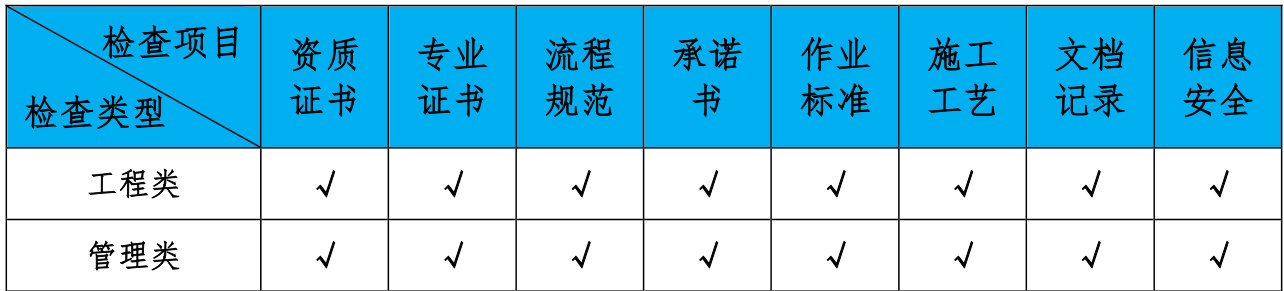 检查项目
检查类型
资质
证书
专业
证书
流程
规范
承诺
书
作业
标准
施工
工艺
文档
记录
信息
安全
工程类 √ √ √ √ √ √ √ √
管理类 √ √ √ √ √ √ √ √